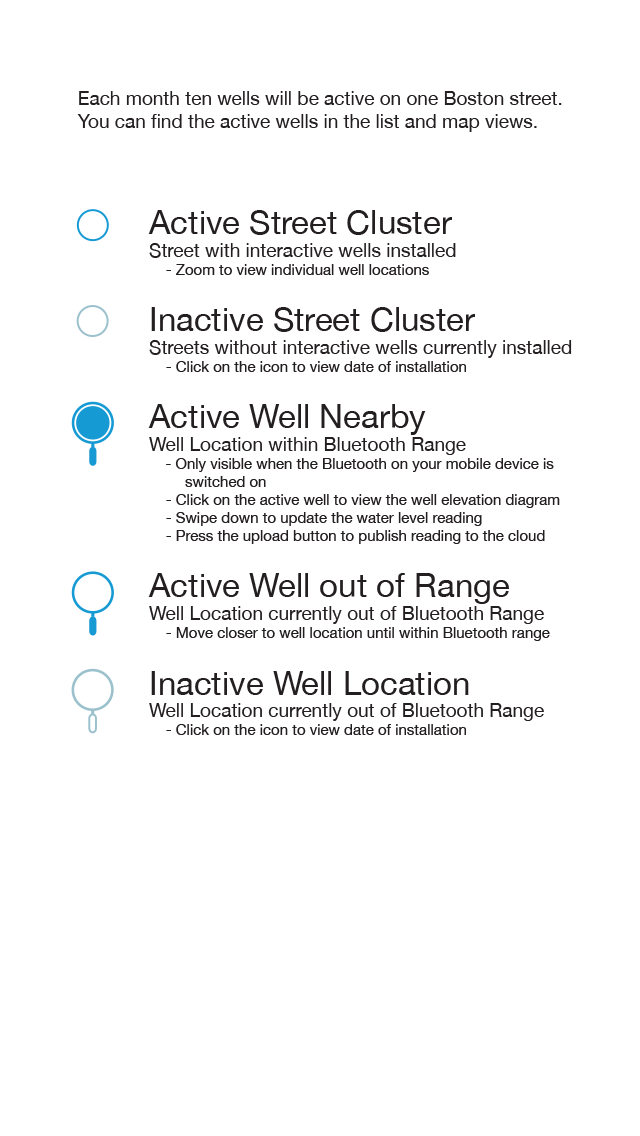 Each month ten wells will be active on one Boston street.
You can find the active wells in the list and map views.
Active Street Cluster
Street with interactive wells installed
- Zoom to view individual well locations
Inactive Street Cluster
Streets without interactive wells currently installed
- Click on the icon to view date of installation
Active Well Nearby
Well Location within Bluetooth Range
- Only visible when the Bluetooth on your mobile device is
switched on
- Click on the active well to view the well elevation diagram
- Swipe down to update the water level reading
- Press the upload button to publish reading to the cloud
Active Well out of Range
Well Location currently out of Bluetooth Range
- Move closer to well location until within Bluetooth range
Inactive Well Location
Well Location currently out of Bluetooth Range
- Click on the icon to view date of installation